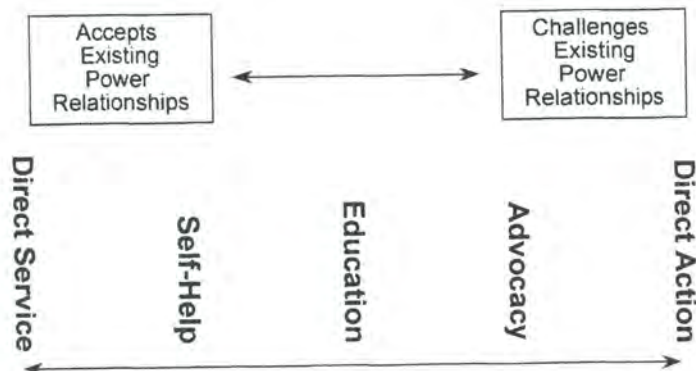 Accepts
Existing
Power
Relationships
Challenges
Existing
Power
Relationships
Direct Service
Self-Help
Education
Advocacy
Direct Action